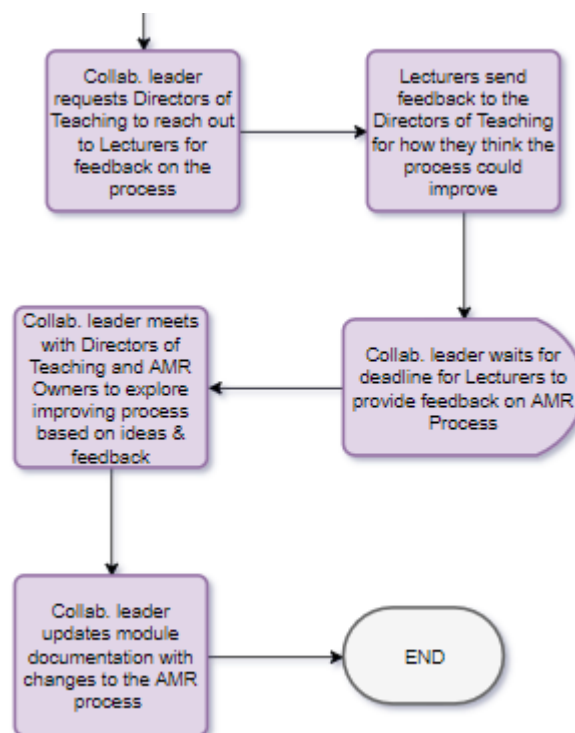 Collab. leader
requests Directors of
Teaching to reach out
to Lecturers for
feedback on the
process
Lecturers send
feedback to the
Directors of Teaching
for how they think the
process could
improve
Collab. leader waits for
deadline for Lecturers to
provide feedback on AMR
Process
Collab. leader meets
with Directors of
Teaching and AMR
Owners to explore
improving process
based on ideas &
feedback
Collab. leader
updates module
documentation with
changes to the AMR
process
END